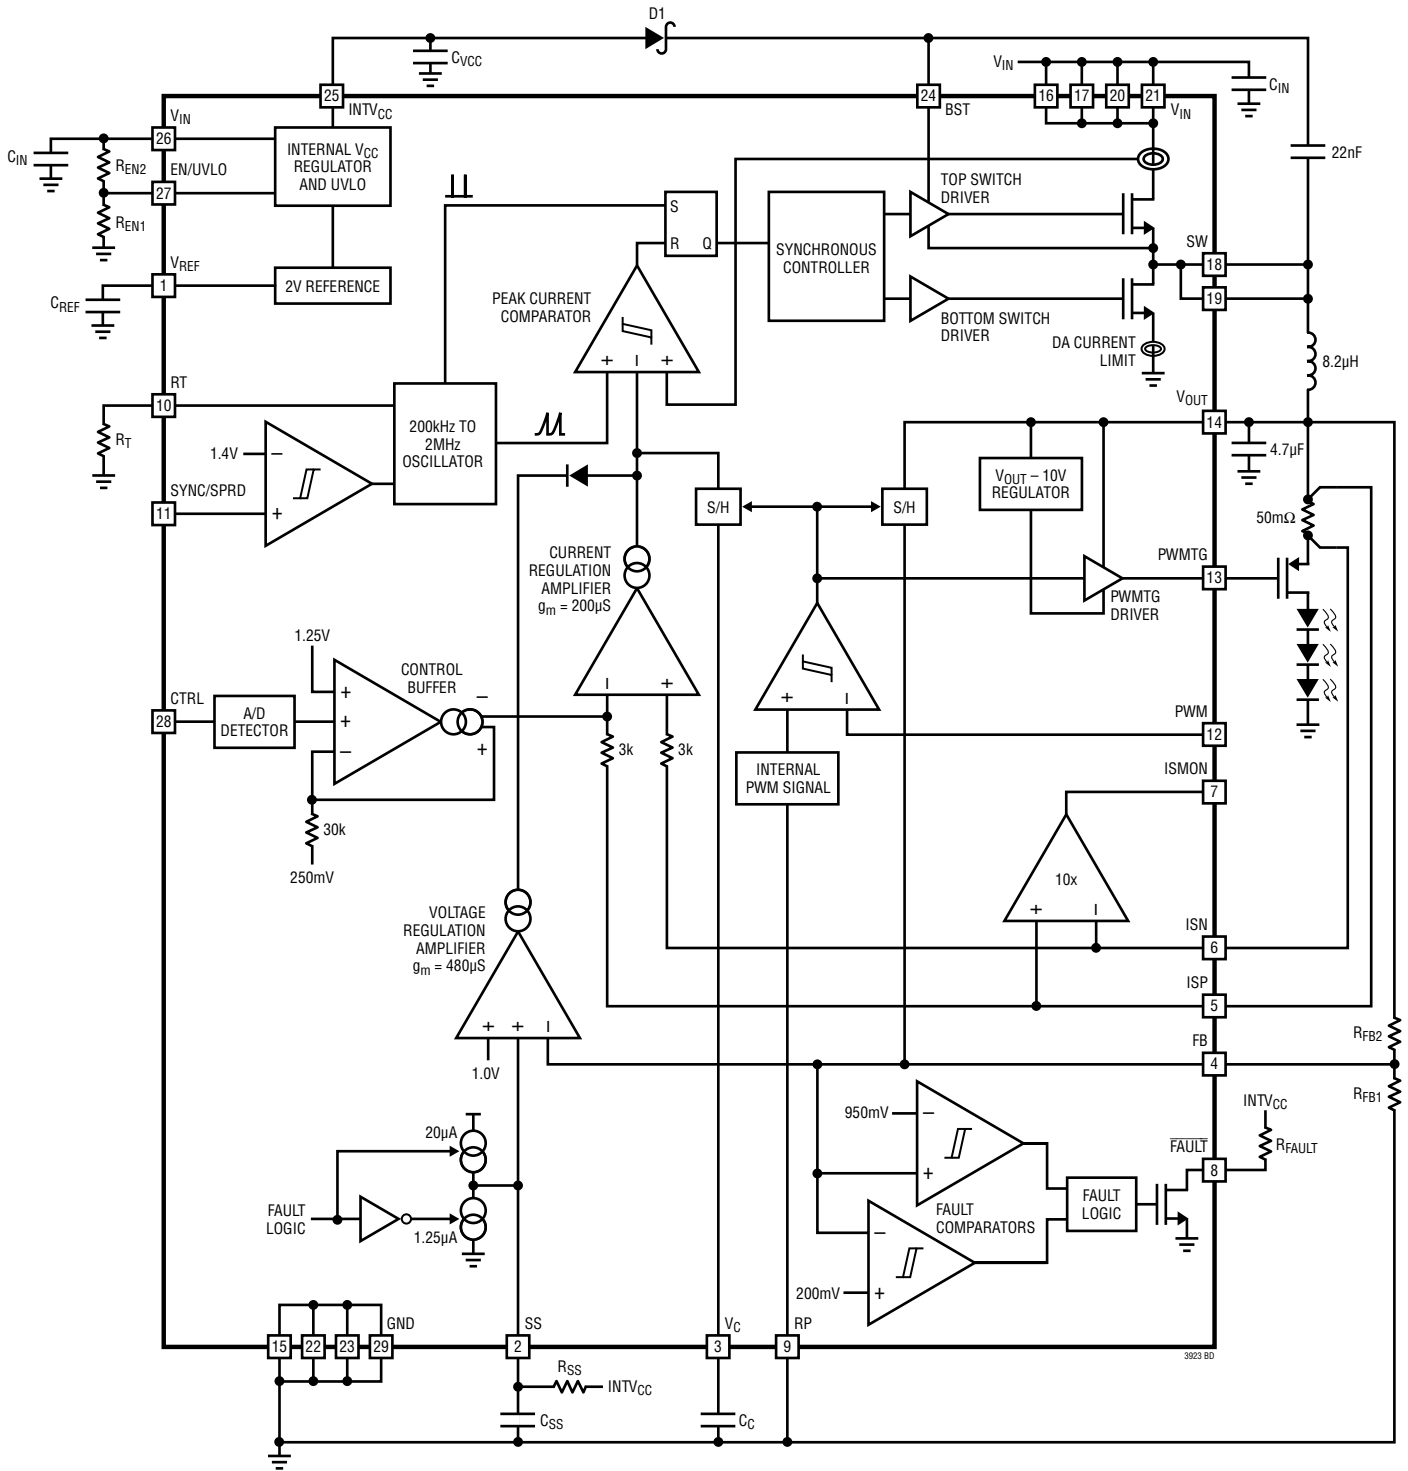 D1
CVCC
VIN
CIN
25
INTVCC
24
BST
16
17
20
21
VIN
VIN
26
CIN
REN2
EN/UVLO
27
REN1
INTERNAL VCC
REGULATOR
AND UVLO
22nF
TOP SWITCH
DRIVER
S
R
Q
SYNCHRONOUS
CONTROLLER
SW
18
19
VREF
1
CREF
2V REFERENCE
PEAK CURRENT
COMPARATOR
+
–
+
BOTTOM SWITCH
DRIVER
DA CURRENT
LIMIT
8.2µH
RT
10
RT
200kHz TO
2MHz
OSCILLATOR
1.4V
–
+
SYNC/SPRD
11
VOUT
14
4.7µF
S/H
S/H
VOUT – 10V
REGULATOR
50mΩ
CURRENT
REGULATION
AMPLIFIER
gm = 200µS
–
+
PWMTG
13
PWMTG
DRIVER
1.25V
CONTROL
BUFFER
+
+
–
–
+
CTRL
28
A/D
DETECTOR
30k
250mV
3k
3k
+
–
PWM
12
INTERNAL
PWM SIGNAL
ISMON
7
10x
+
–
VOLTAGE
REGULATION
AMPLIFIER
gm = 480µS
+
+
–
1.0V
ISN
6
ISP
5
FB
4
RFB2
RFB1
950mV
–
+
INTVCC
RFAULT
FAULT
8
20µA
FAULT
LOGIC
1.25µA
FAULT
COMPARATORS
FAULT
LOGIC
–
+
200mV
15
22
23
29
GND
SS
2
VC
3
RP
9
3923 BD
RSS
INTVCC
CSS
CC